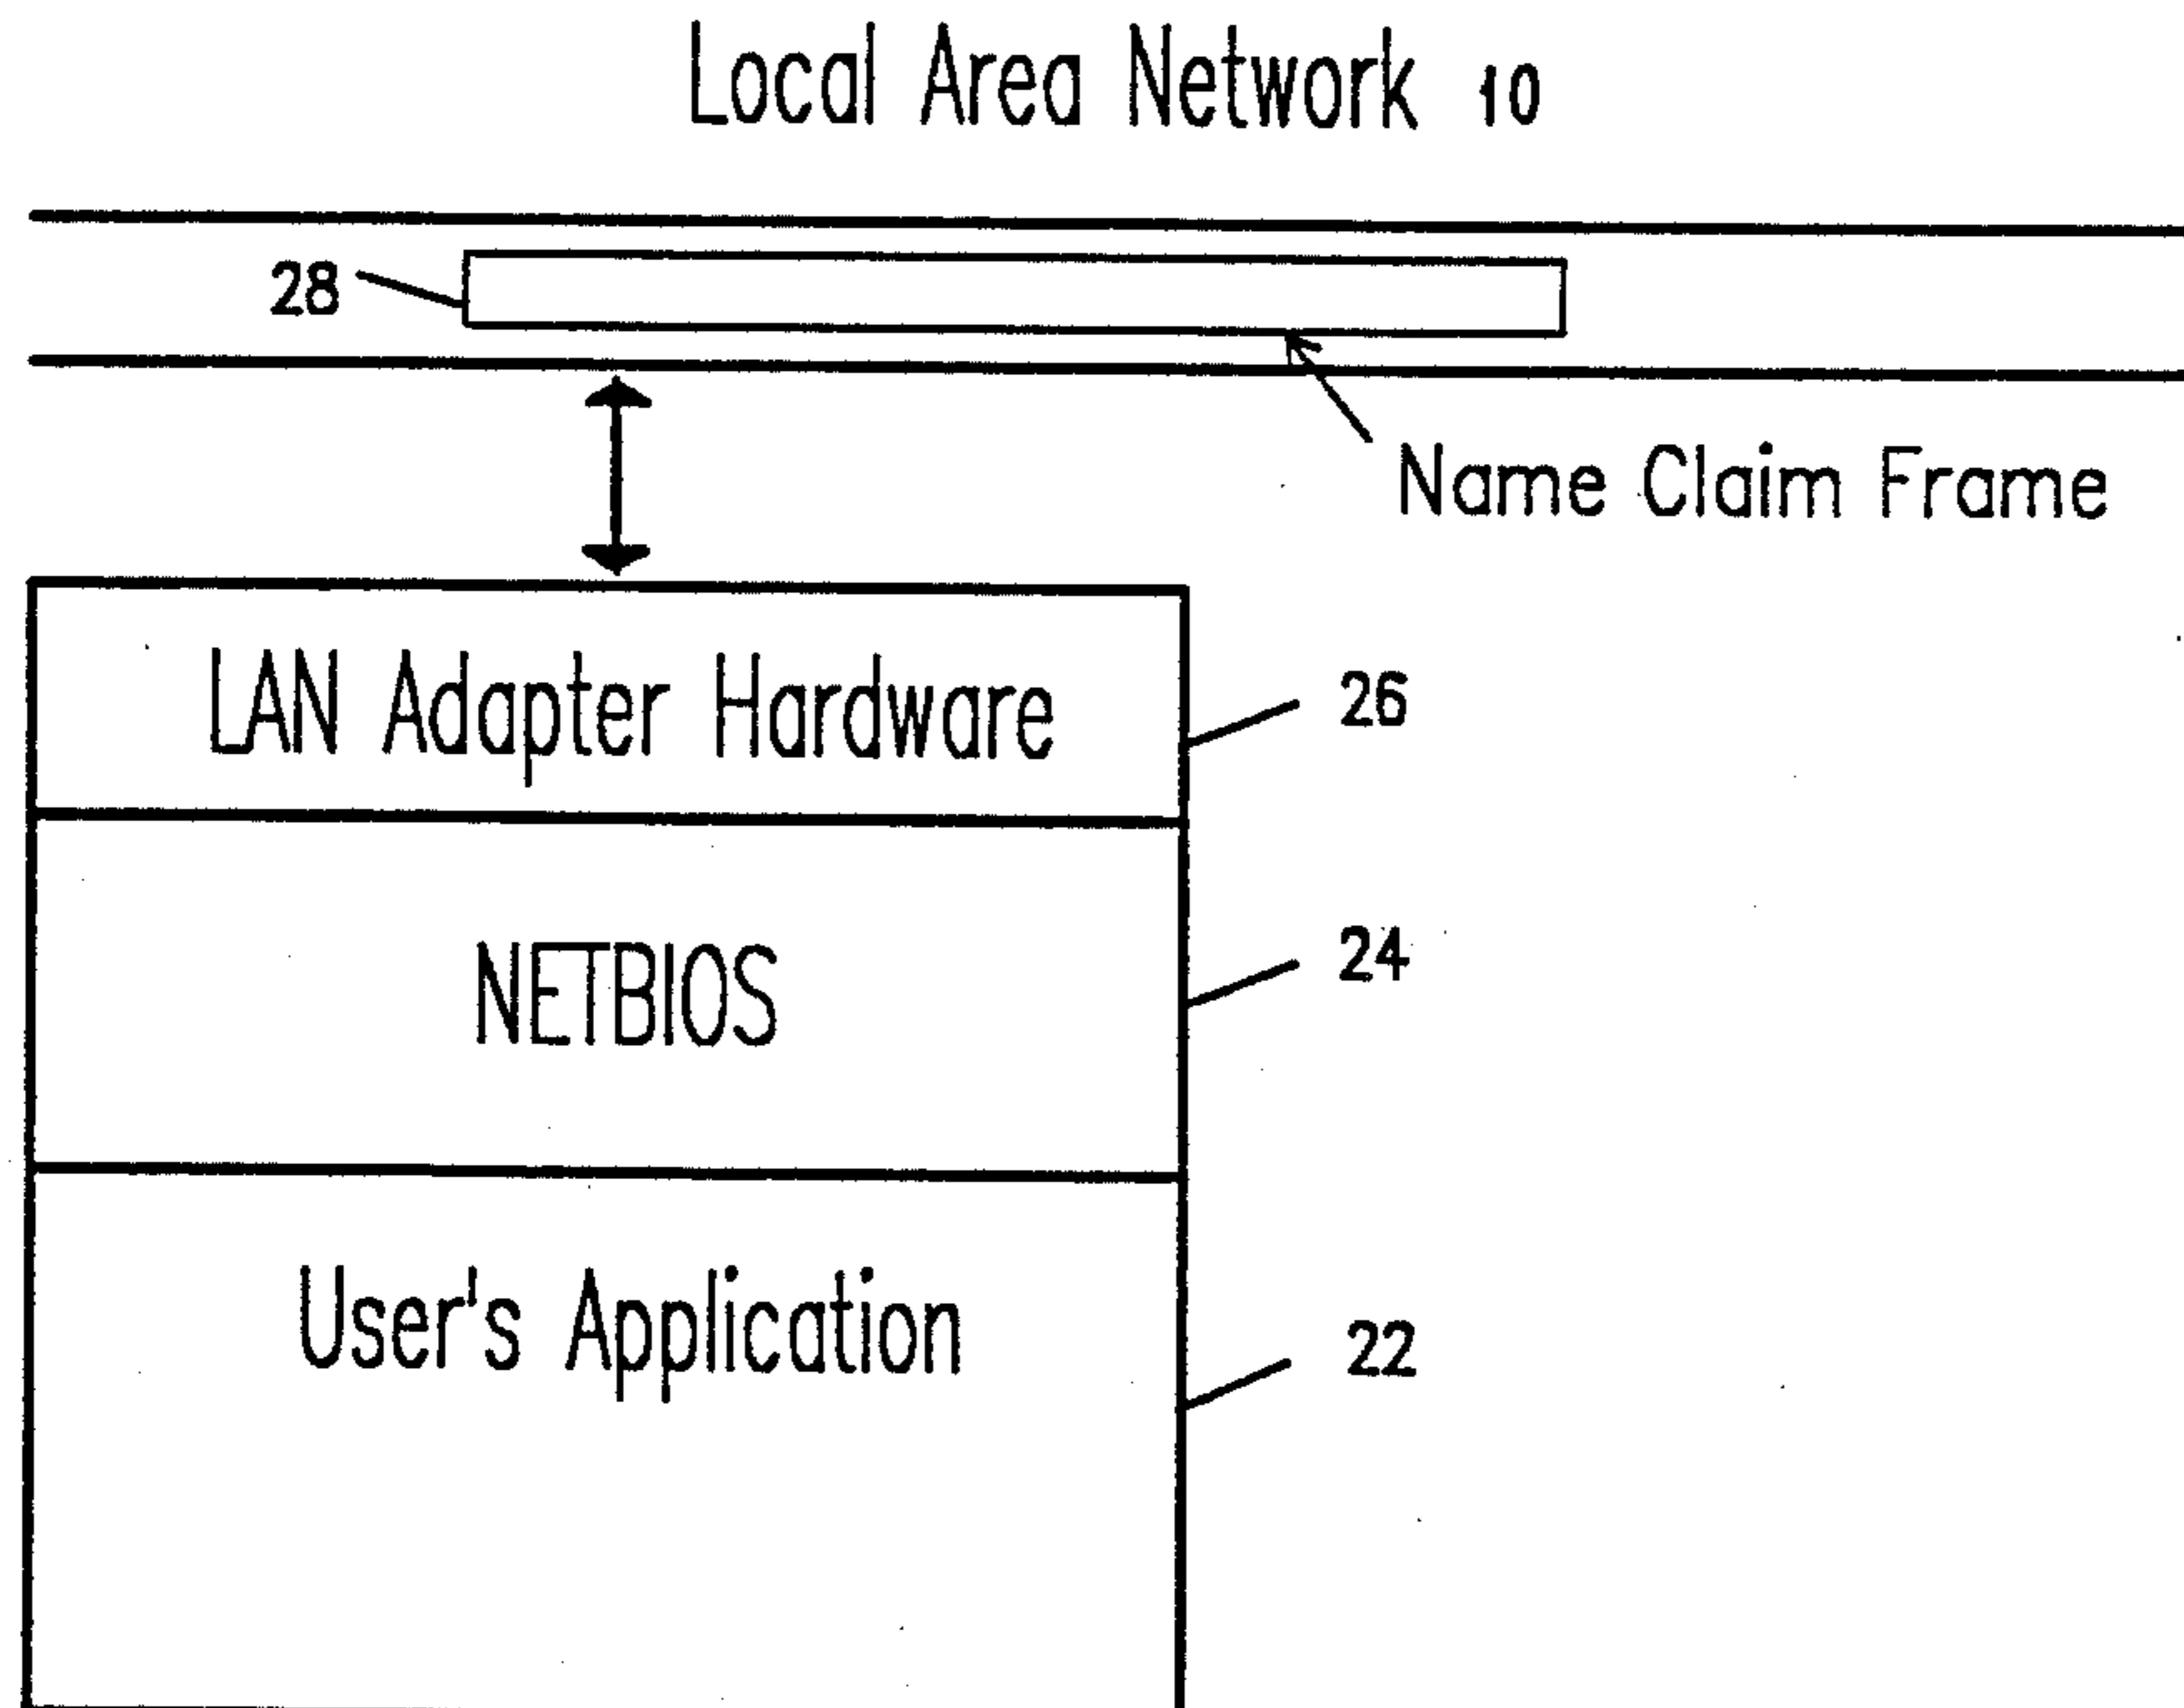 Local Area Network 10
28
Name Claim Frame
LAN Adapter Hardware
26
NETBIOS
24
User's Application
22